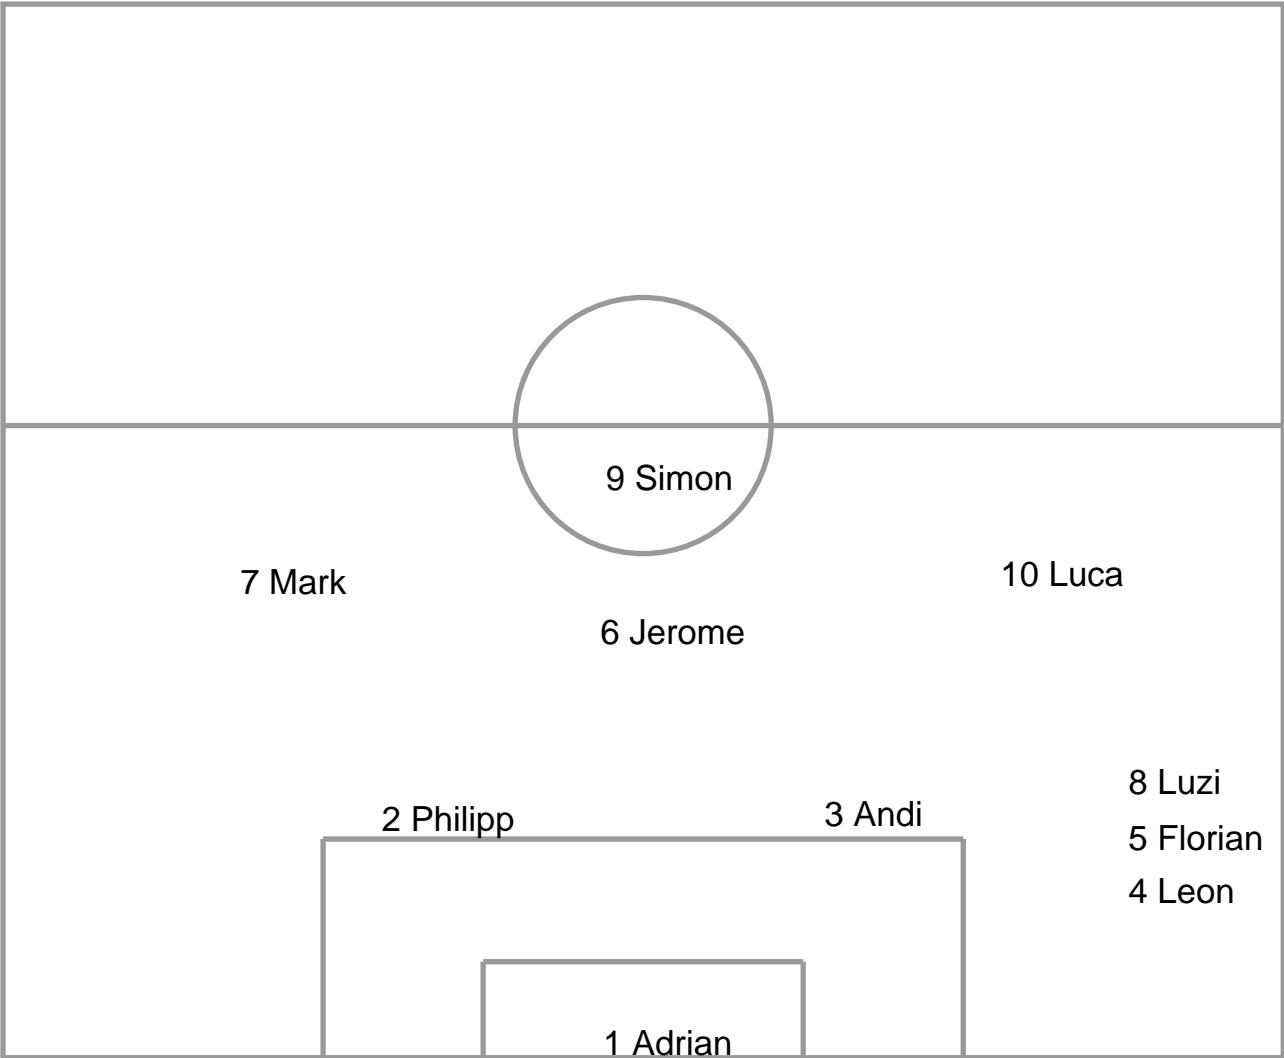 9 Simon
7 Mark
10 Luca
6 Jerome
8 Luzi
2 Philipp
3 Andi
5 Florian
4 Leon
1 Adrian